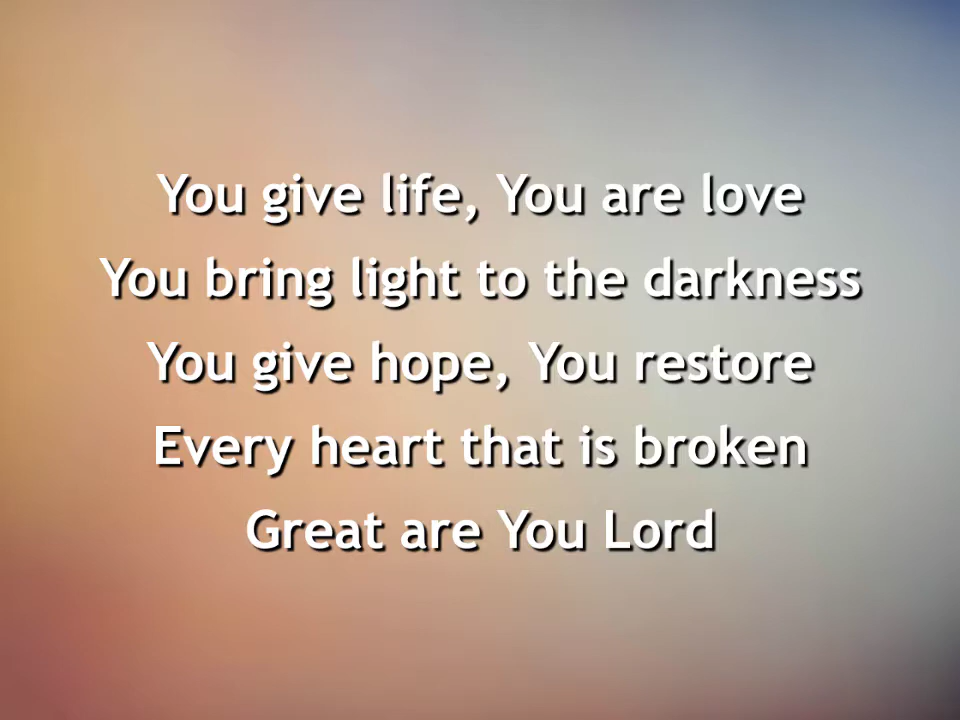 You give life, You are love
You bring light to the darkness
You give hope, You restore
Every heart that is broken
Great are You Lord